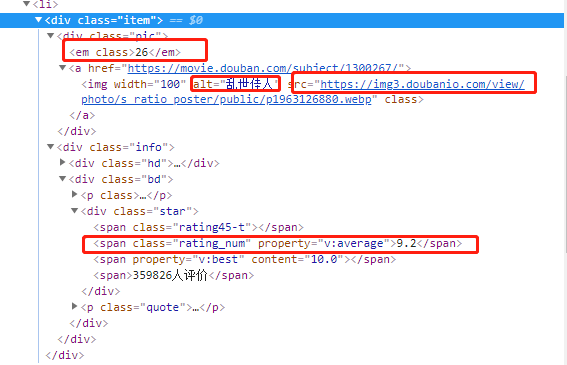 ▼<li>
▼<div class="item"> == $0
▼<div class="pic">
<em class>26</em>
▼<a href="https://movie.douban.com/subject/1300267/">
<img width="100" alt="乱世佳人" src="https://img3.doubanio.com/view/
photo/s_ratio_poster/public/p1963126880.webp" class>
</a>
</div>
▼<div class="info">
▶<div class="hd">…</div>
▼<div class="bd">
▶<p class>…</p>
▼<div class="star">
<span class="rating45-t"></span>
<span class="rating_num" property="v:average">9.2</span>
<span property="v:best" content="10.0"></span>
<span>359826人评价</span>
</div>
▶<p class="quote">…</p>
</div>
</div>
</div>